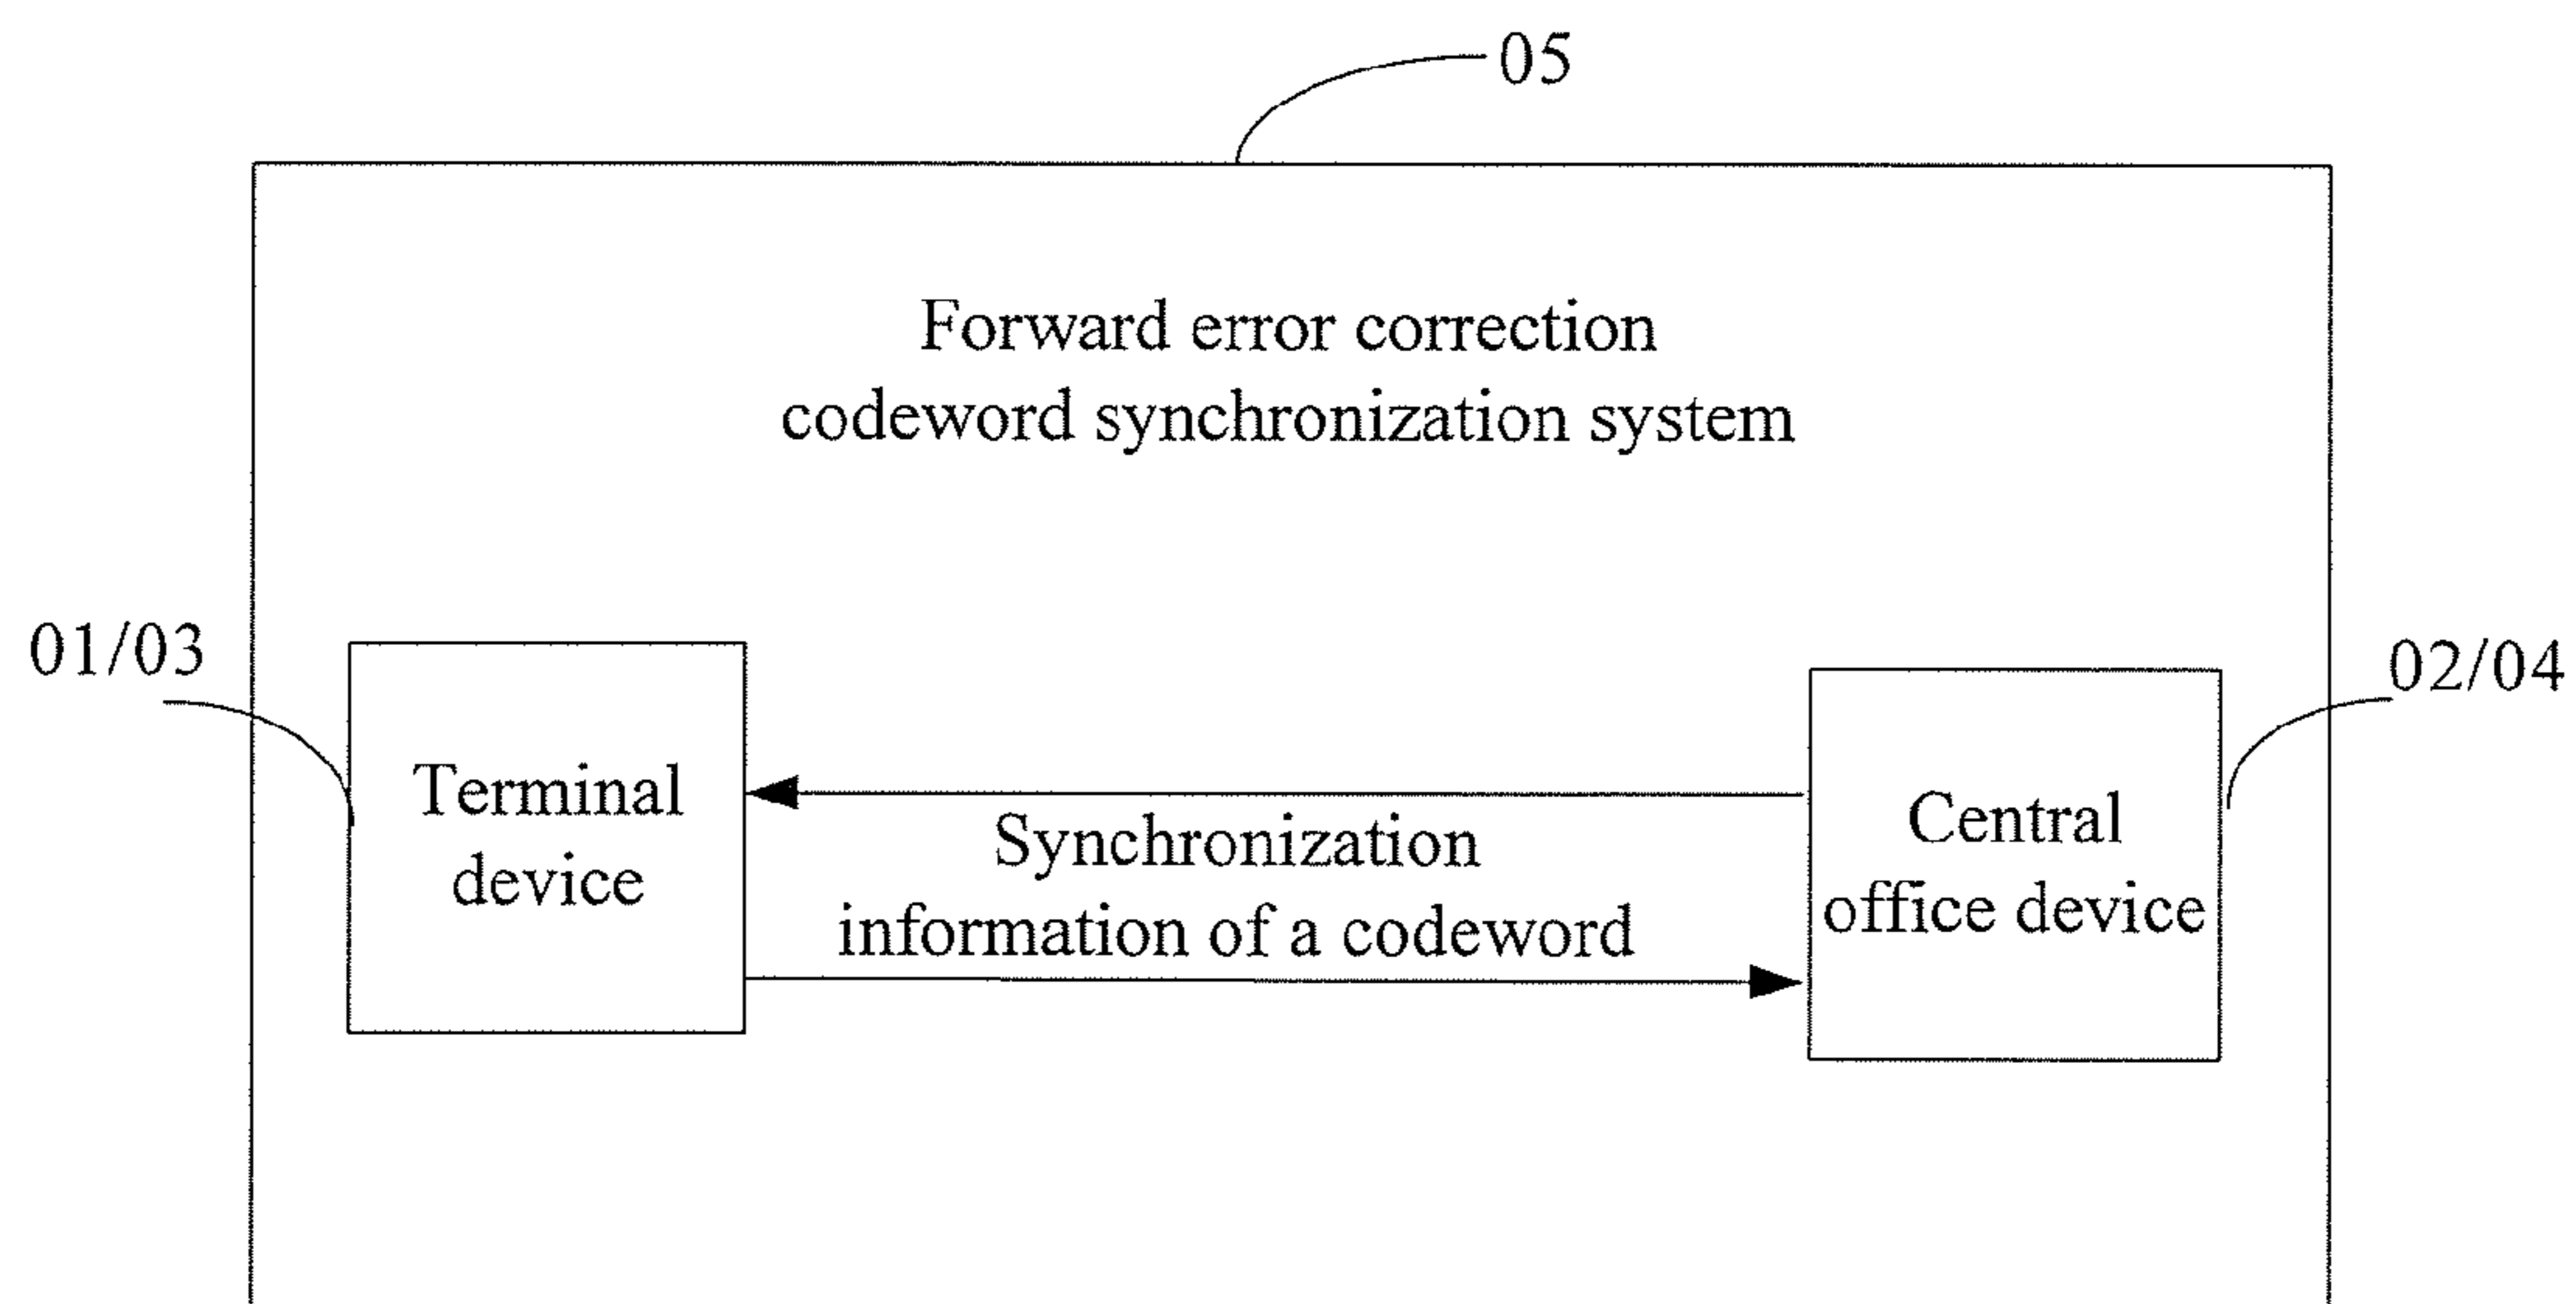 05
Forward error correction
codeword synchronization system
01/03
02/04
Terminal
device
Synchronization
information of a codeword
Central
office device